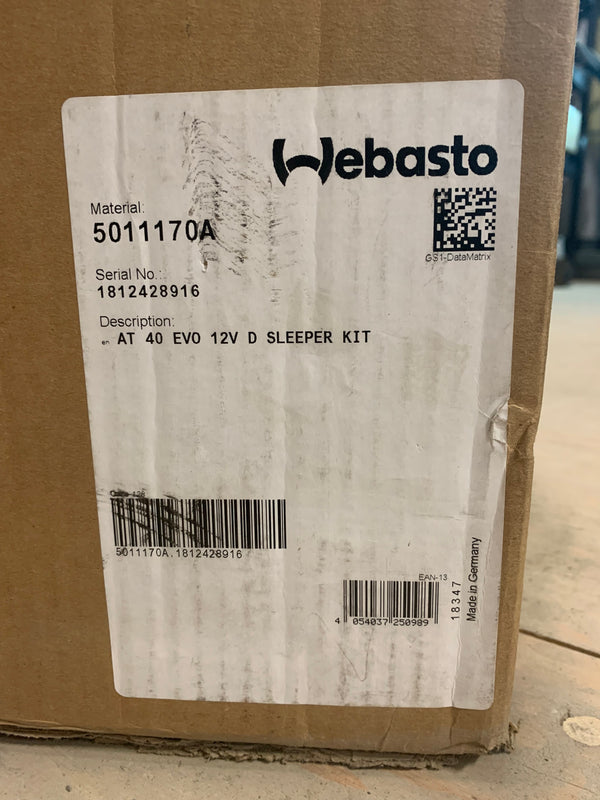 Webasto
Material:
5011170A
GS1-DataMatrix
Serial No.:
1812428916
Description:
en AT 40 EVO 12V D SLEEPER KIT
5011170A.1812428916
EAN-13
4 054037 250989
18347
Made in Germany